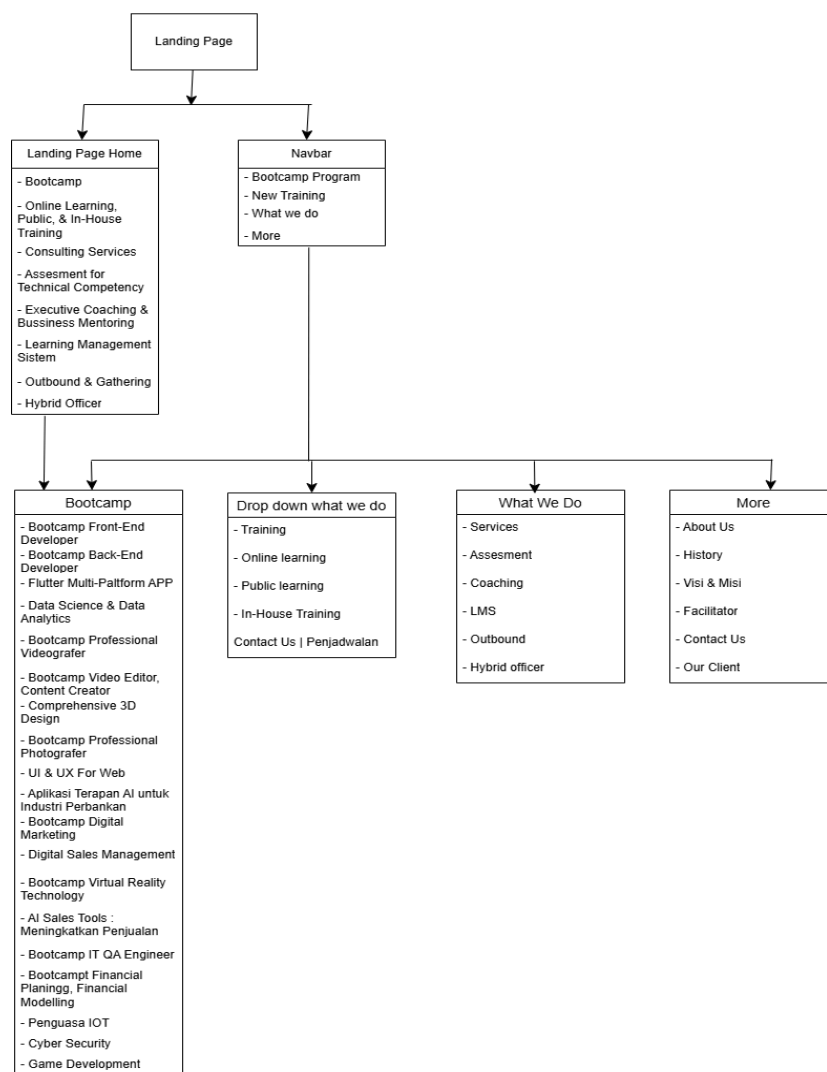 Landing Page
Landing Page Home
- Bootcamp
- Online Learning,
Public, & In-House
Training
- Consulting Services
- Assesment for
Technical Competency
- Executive Coaching &
Bussiness Mentoring
- Learning Management
Sistem
- Outbound & Gathering
- Hybrid Officer
Navbar
- Bootcamp Program
- New Training
- What we do
- More
Bootcamp
- Bootcamp Front-End
Developer
- Bootcamp Back-End
Developer
- Flutter Multi-Paltform APP
- Data Science & Data
Analytics
- Bootcamp Professional
Videografer
- Bootcamp Video Editor,
Content Creator
- Comprehensive 3D
Design
- Bootcamp Professional
Photografer
- UI & UX For Web
- Aplikasi Terapan AI untuk
Industri Perbankan
- Bootcamp Digital
Marketing
- Digital Sales Management
- Bootcamp Virtual Reality
Technology
- AI Sales Tools :
Meningkatkan Penjualan
- Bootcamp IT QA Engineer
- Bootcampt Financial
Planingg, Financial
Modelling
- Penguasa IOT
- Cyber Security
- Game Development
Drop down what we do
- Training
- Online learning
- Public learning
- In-House Training
Contact Us | Penjadwalan
What We Do
- Services
- Assesment
- Coaching
- LMS
- Outbound
- Hybrid officer
More
- About Us
- History
- Visi & Misi
- Facilitator
- Contact Us
- Our Client